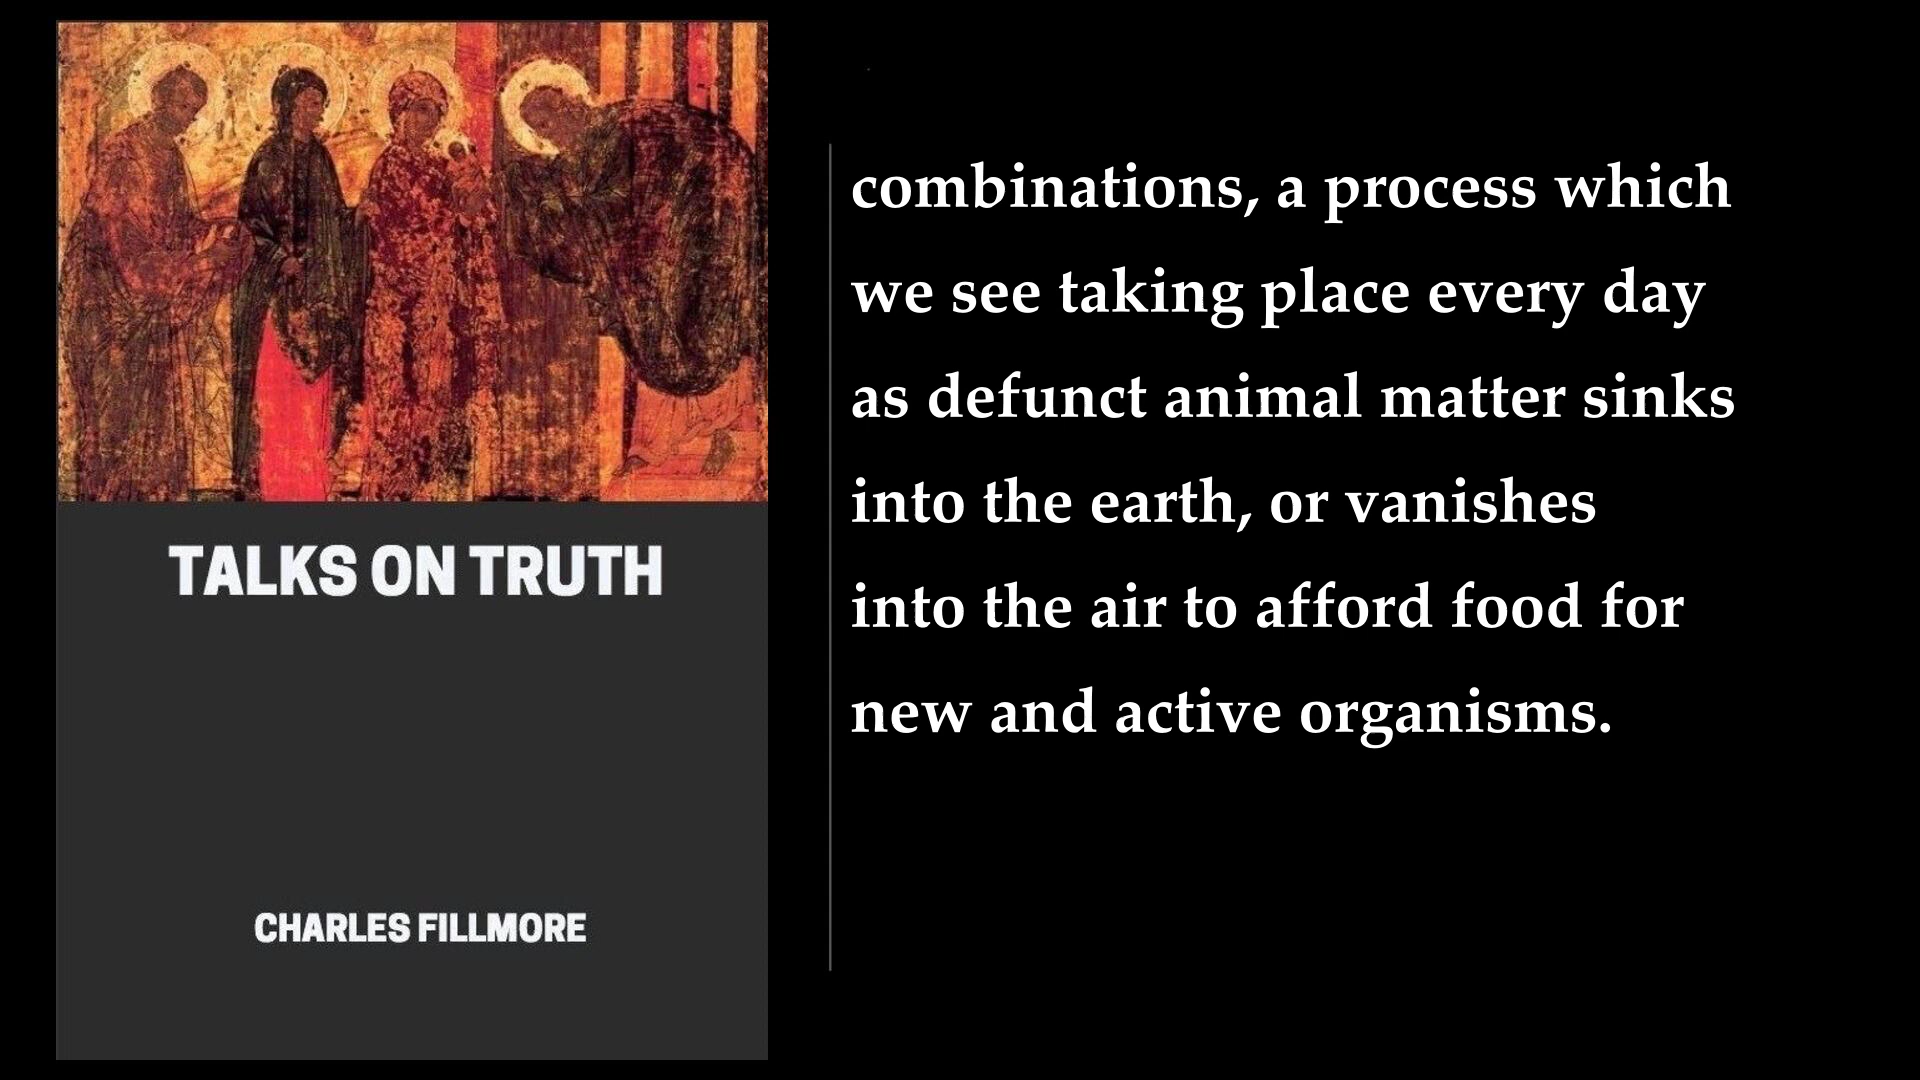 TALKS ON TRUTH
CHARLES FILLMORE
combinations, a process which
we see taking place every day
as defunct animal matter sinks
into the earth, or vanishes
into the air to afford food for
new and active organisms.